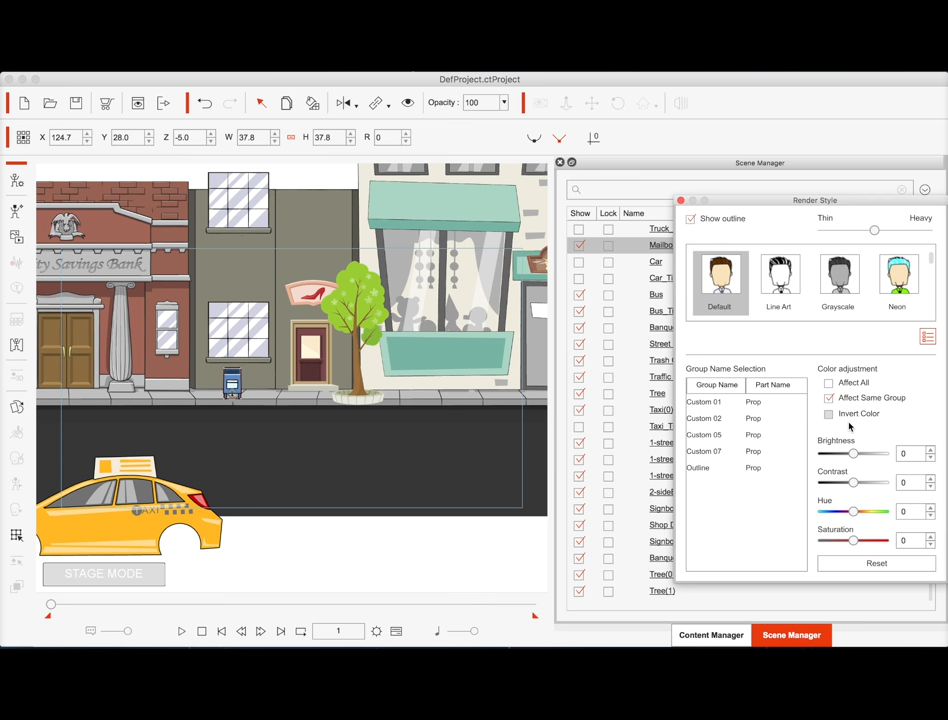 DefProject.ctProject
Opacity : 100
X 124.7 Y 28.0 Z -5.0 W 37.8 H 37.8 R 0
Scene Manager
Show Lock Name
Truck_
Mailbo
Car
Car_Ti
Bus
Bus_Ti
Banqu
Street
Trash
Traffic
Tree
Taxi(0)
Taxi_T
1-stree
1-stree
1-stree
2-sideE
Signbo
Shop D
Signbo
Banqu
Tree(0
Tree(1)
Render Style
Show outline
Thin Heavy
Default Line Art Grayscale Neon
Group Name Selection
Group Name Part Name
Custom 01 Prop
Custom 02 Prop
Custom 05 Prop
Custom 07 Prop
Outline Prop
Color adjustment
Affect All
Affect Same Group
Invert Color
Brightness
0
Contrast
0
Hue
0
Saturation
0
Reset
ty Savings Bank
TAXI
STAGE MODE
1
Content Manager Scene Manager